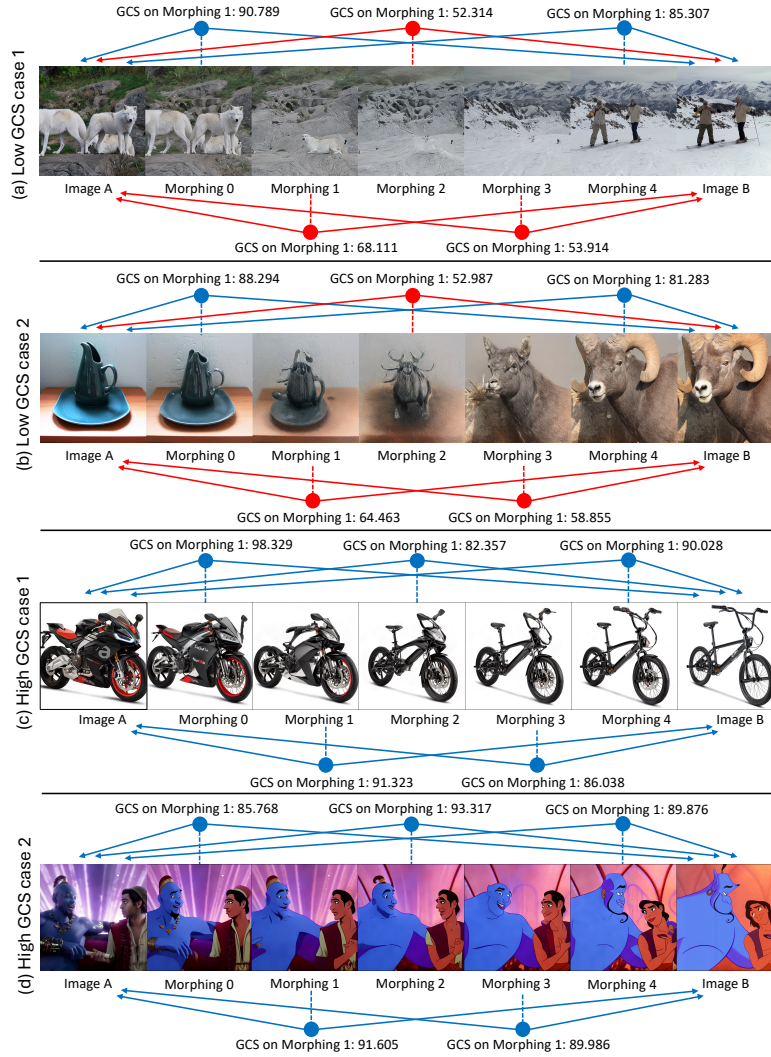 (a) Low GCS case 1
GCS on Morphing 1: 90.789
GCS on Morphing 1: 52.314
GCS on Morphing 1: 85.307
Image A
Morphing 0
Morphing 1
Morphing 2
Morphing 3
Morphing 4
Image B
GCS on Morphing 1: 68.111
GCS on Morphing 1: 53.914
(b) Low GCS case 2
GCS on Morphing 1: 88.294
GCS on Morphing 1: 52.987
GCS on Morphing 1: 81.283
Image A
Morphing 0
Morphing 1
Morphing 2
Morphing 3
Morphing 4
Image B
GCS on Morphing 1: 64.463
GCS on Morphing 1: 58.855
(c) High GCS case 1
GCS on Morphing 1: 98.329
GCS on Morphing 1: 82.357
GCS on Morphing 1: 90.028
Image A
Morphing 0
Morphing 1
Morphing 2
Morphing 3
Morphing 4
Image B
GCS on Morphing 1: 91.323
GCS on Morphing 1: 86.038
(d) High GCS case 2
GCS on Morphing 1: 85.768
GCS on Morphing 1: 93.317
GCS on Morphing 1: 89.876
Image A
Morphing 0
Morphing 1
Morphing 2
Morphing 3
Morphing 4
Image B
GCS on Morphing 1: 91.605
GCS on Morphing 1: 89.986